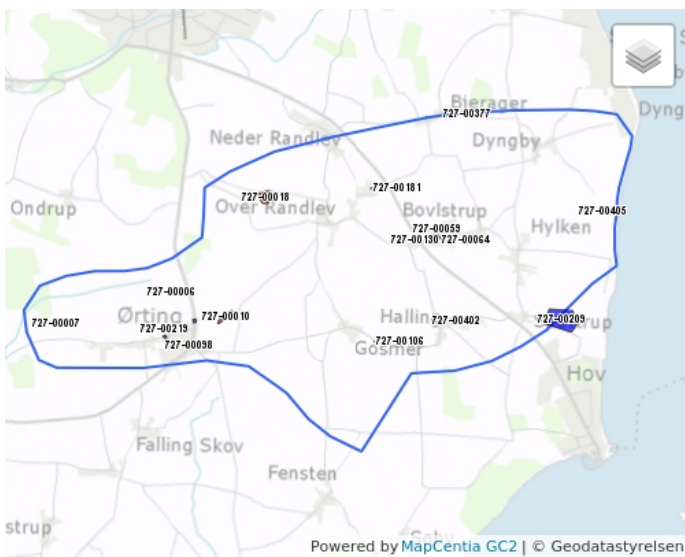 Bierager
727-00377
Dyng
Neder Randlev
Dyngby
727-00181
727-00018
Ondrup
Over Randlev
Bovlstrup
727-00405
727-00059
Hylken
727-00130 727-00064
727-00006
Ørting
727-00010
727-00007
727-00219
Halling
727-00402
727-00209
727-00098
727-00106
Gosmer
Hov
Falling Skov
Fensten
strup
Powered by MapCentia GC2 | © Geodatastyrelsen